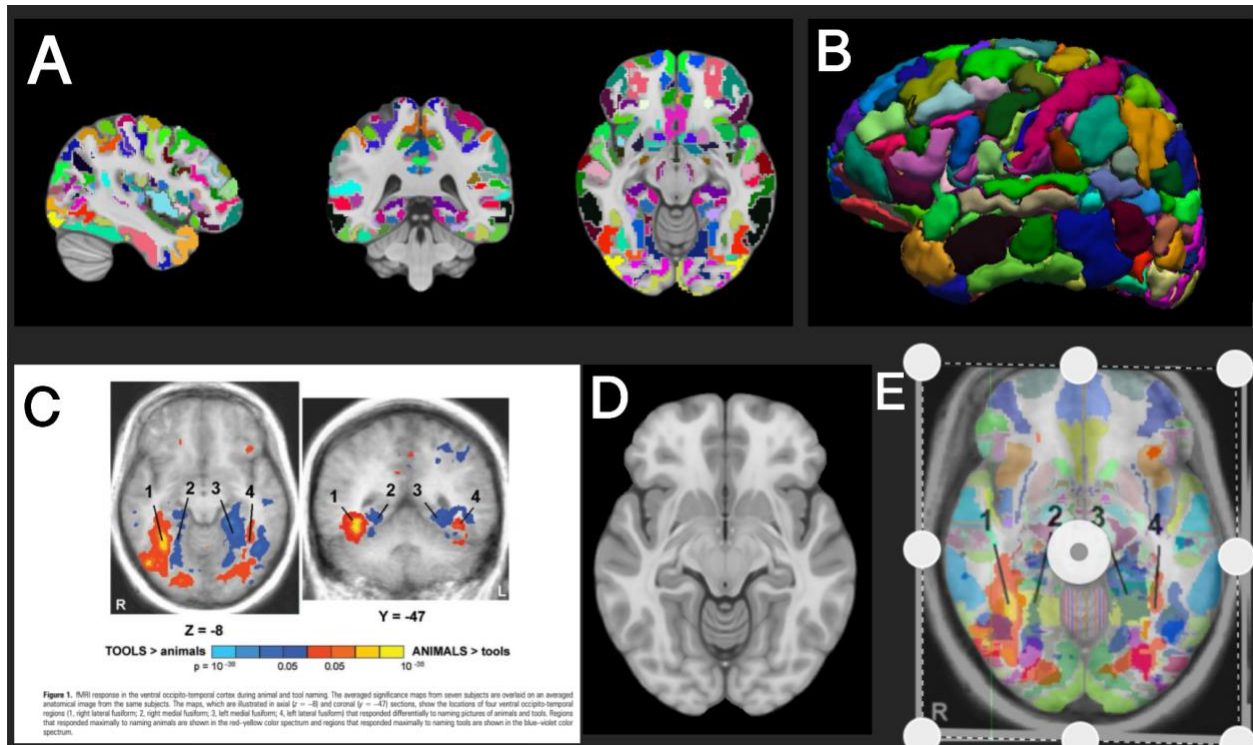 A
B
C
1 2 3 4
1 2 3 4
R
L
Z = -8
Y = -47
TOOLS > animals
ANIMALS > tools
p = 10⁻³⁸ 0.05 0.05 10⁻³⁸
Figure 1. fMRI response in the ventral occipito-temporal cortex during animal and tool naming. The averaged significance maps from seven subjects are overlaid on an averaged
anatomical image from the same subjects. The maps, which are illustrated in axial (z = −8) and coronal (y = −47) sections, show the locations of four ventral occipito-temporal
regions (1, right lateral fusiform; 2, right medial fusiform; 3, left medial fusiform; 4, left lateral fusiform) that responded differentially to naming pictures of animals and tools. Regions
that responded maximally to naming animals are shown in the red–yellow color spectrum and regions that responded maximally to naming tools are shown in the blue–violet color
spectrum.
D
E
1 2 3 4
R